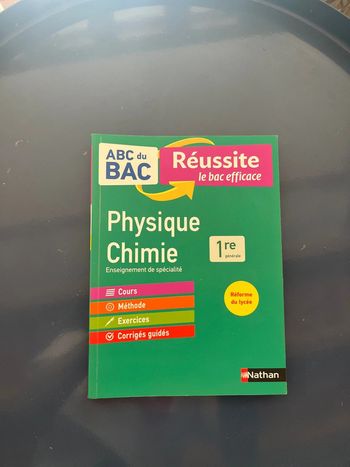 ABC du
BAC
Réussite
le bac efficace
Physique
Chimie
Enseignement de spécialité
1re
générale
Cours
Méthode
Exercices
Corrigés guidés
Réforme du
lycée
Nathan